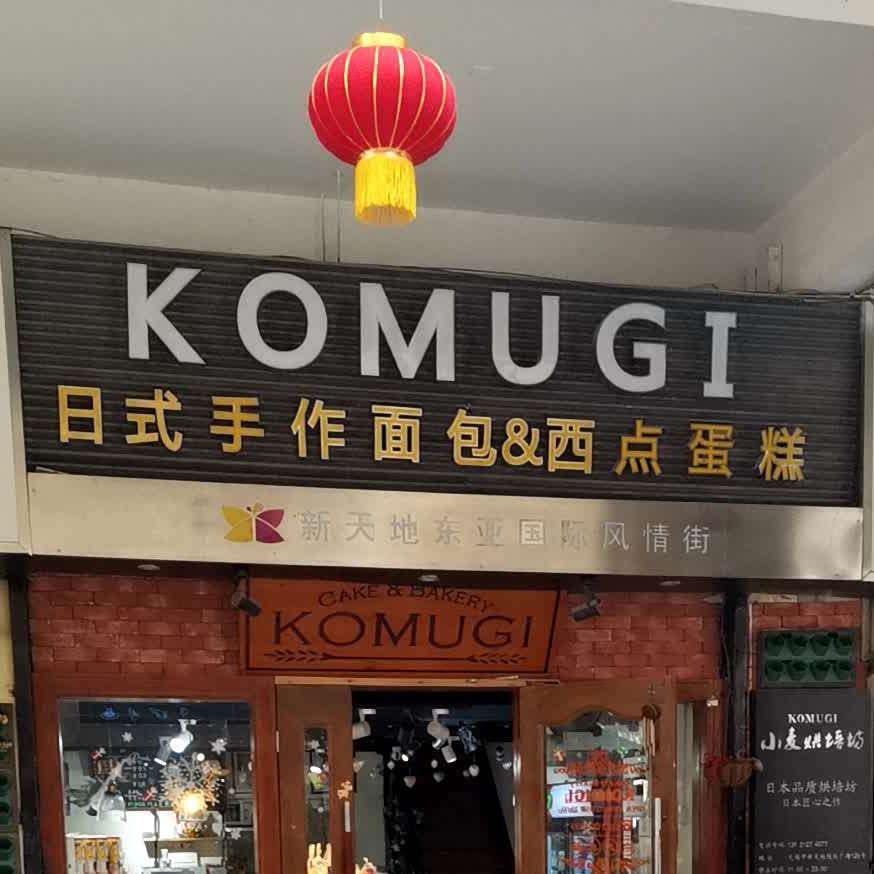 KOMUGI
日式手作面包&西点蛋糕
新天地东亚国际风情街
CAKE & BAKERY
KOMUGI
KOMUGI
小麦烘培坊
日本品质烘培坊
日本匠心之作